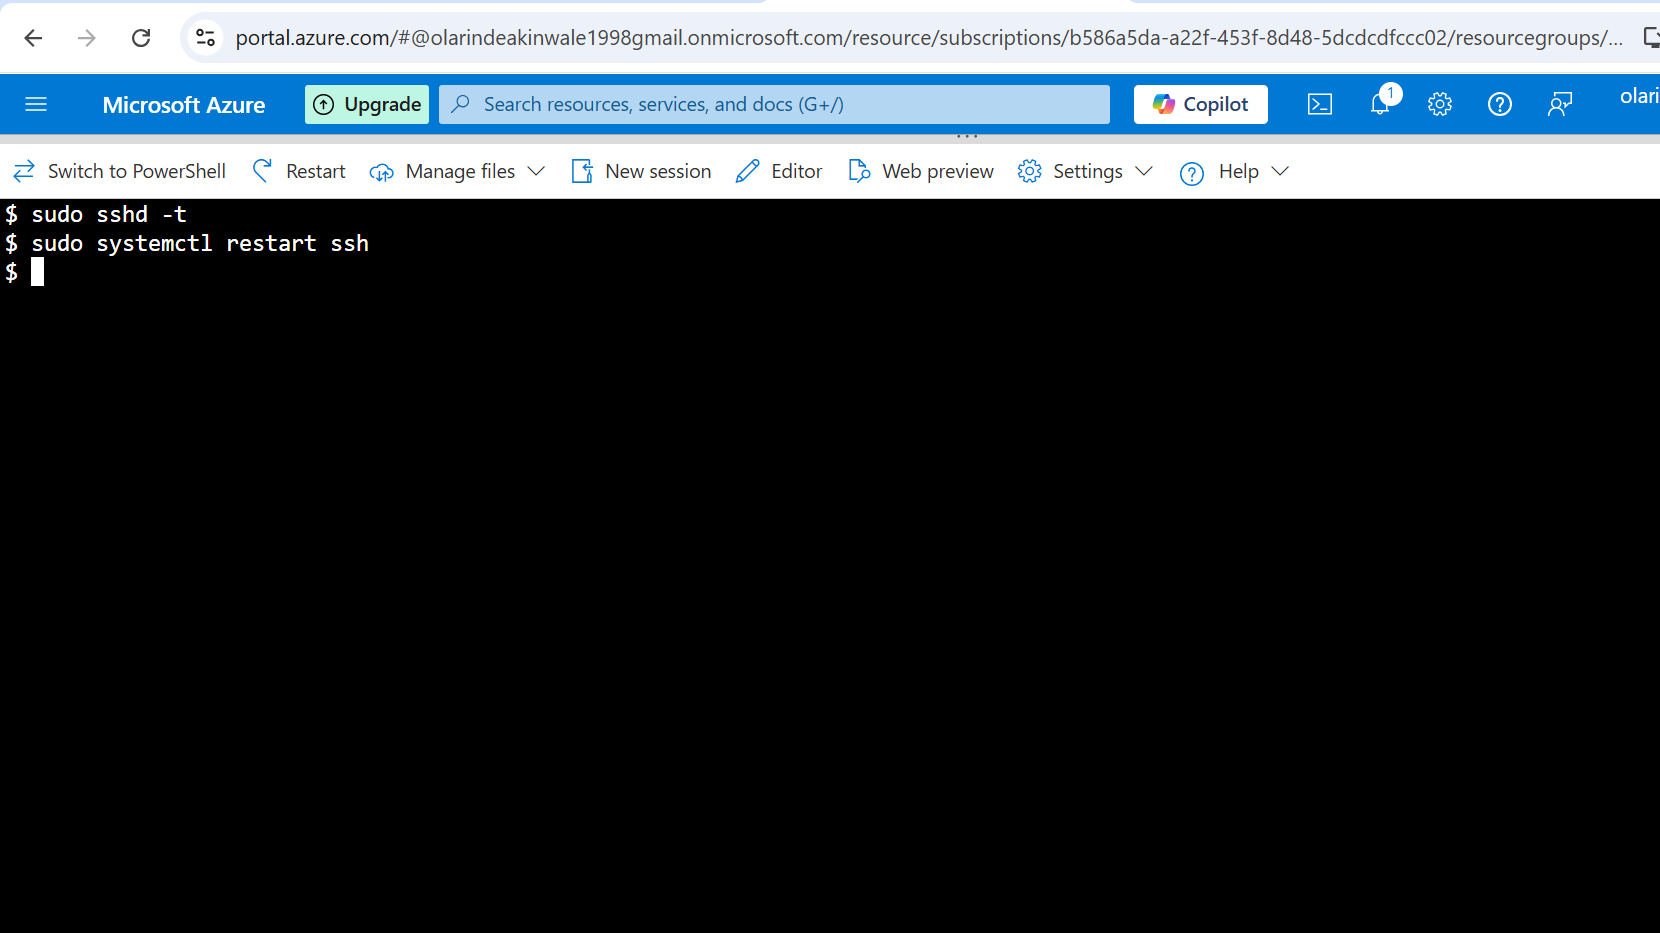 portal.azure.com/#@olarindeakinwale1998gmail.onmicrosoft.com/resource/subscriptions/b586a5da-a22f-453f-8d48-5dcdcdfccc02/resourcegroups/...
Microsoft Azure Upgrade Search resources, services, and docs (G+/) Copilot 1 olari
Switch to PowerShell Restart Manage files New session Editor Web preview Settings Help
$ sudo sshd -t
$ sudo systemctl restart ssh
$